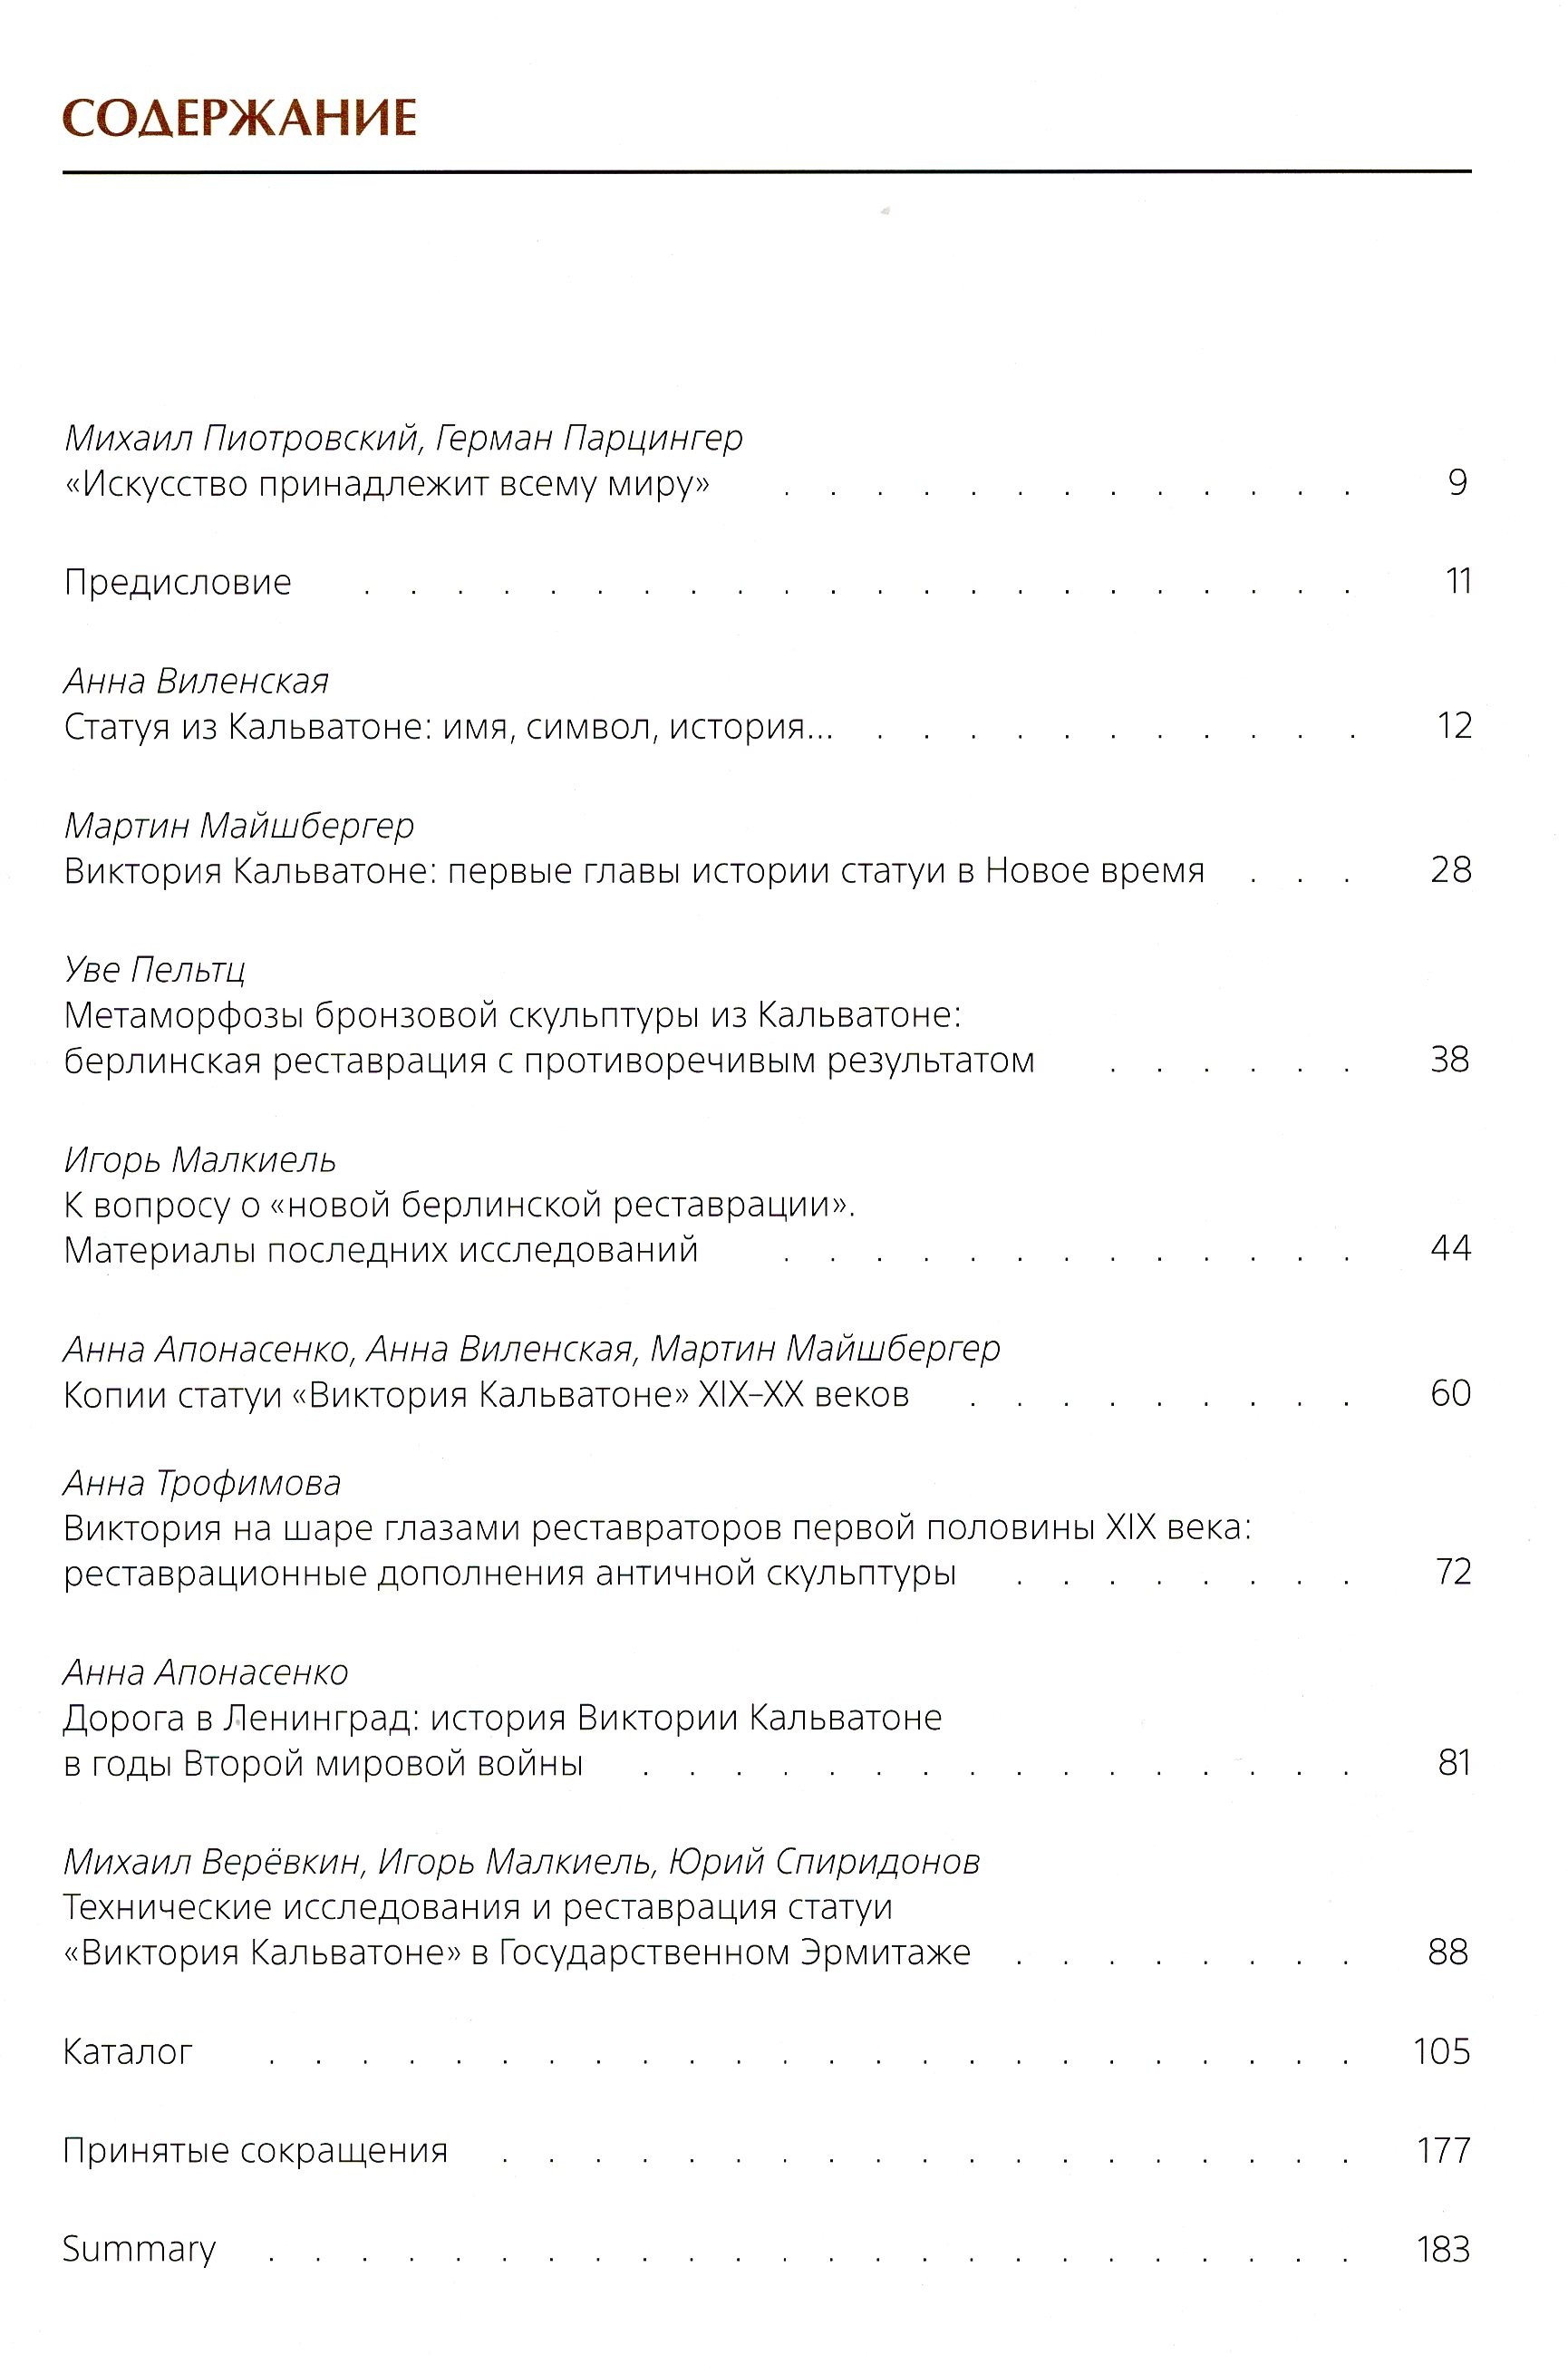 СОДЕРЖАНИЕ
Михаил Пиотровский, Герман Парцингер
«Искусство принадлежит всему миру» . . . . . . . . . . . . . 9
Предисловие . . . . . . . . . . . . . . . . . . . . . . 11
Анна Виленская
Статуя из Кальватоне: имя, символ, история... . . . . . . . . . . . 12
Мартин Майшбергер
Виктория Кальватоне: первые главы истории статуи в Новое время . . . 28
Уве Пельтц
Метаморфозы бронзовой скульптуры из Кальватоне:
берлинская реставрация с противоречивым результатом . . . . . . 38
Игорь Малкиель
К вопросу о «новой берлинской реставрации».
Материалы последних исследований . . . . . . . . . . . . . 44
Анна Апонасенко, Анна Виленская, Мартин Майшбергер
Копии статуи «Виктория Кальватоне» XIX–XX веков . . . . . . . . . 60
Анна Трофимова
Виктория на шаре глазами реставраторов первой половины XIX века:
реставрационные дополнения античной скульптуры . . . . . . . . 72
Анна Апонасенко
Дорога в Ленинград: история Виктории Кальватоне
в годы Второй мировой войны . . . . . . . . . . . . . . . . 81
Михаил Верёвкин, Игорь Малкиель, Юрий Спиридонов
Технические исследования и реставрация статуи
«Виктория Кальватоне» в Государственном Эрмитаже . . . . . . . . 88
Каталог . . . . . . . . . . . . . . . . . . . . . . . . 105
Принятые сокращения . . . . . . . . . . . . . . . . . . . 177
Summary . . . . . . . . . . . . . . . . . . . . . . . . 183